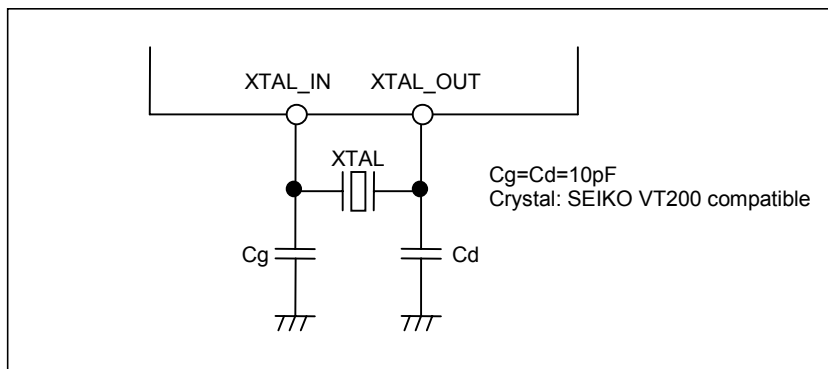 XTAL_IN XTAL_OUT
XTAL
Cg=Cd=10pF
Crystal: SEIKO VT200 compatible
Cg Cd